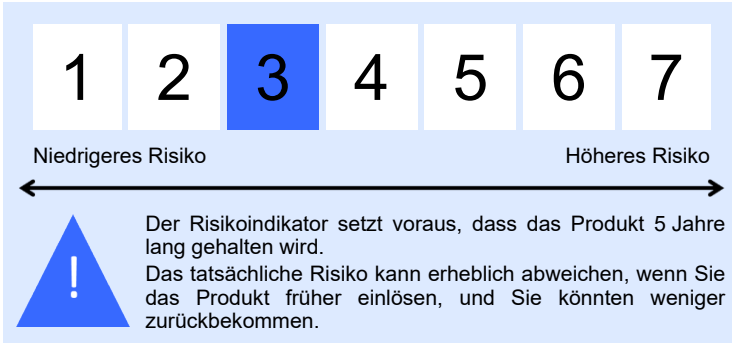 1 2 3 4 5 6 7
Niedrigeres Risiko Höheres Risiko
!
Der Risikoindikator setzt voraus, dass das Produkt 5 Jahre
lang gehalten wird.
Das tatsächliche Risiko kann erheblich abweichen, wenn Sie
das Produkt früher einlösen, und Sie könnten weniger
zurückbekommen.